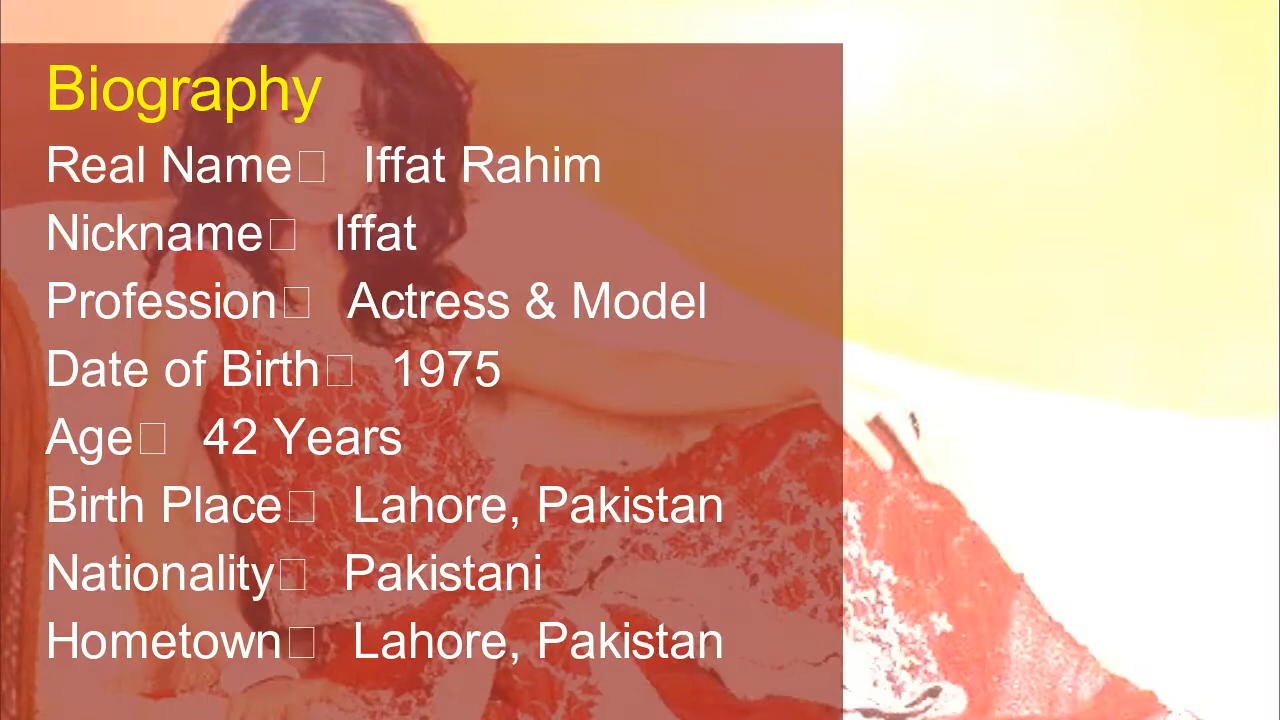 Biography
Real Name□ Iffat Rahim
Nickname□ Iffat
Profession□ Actress & Model
Date of Birth□ 1975
Age□ 42 Years
Birth Place□ Lahore, Pakistan
Nationality□ Pakistani
Hometown□ Lahore, Pakistan